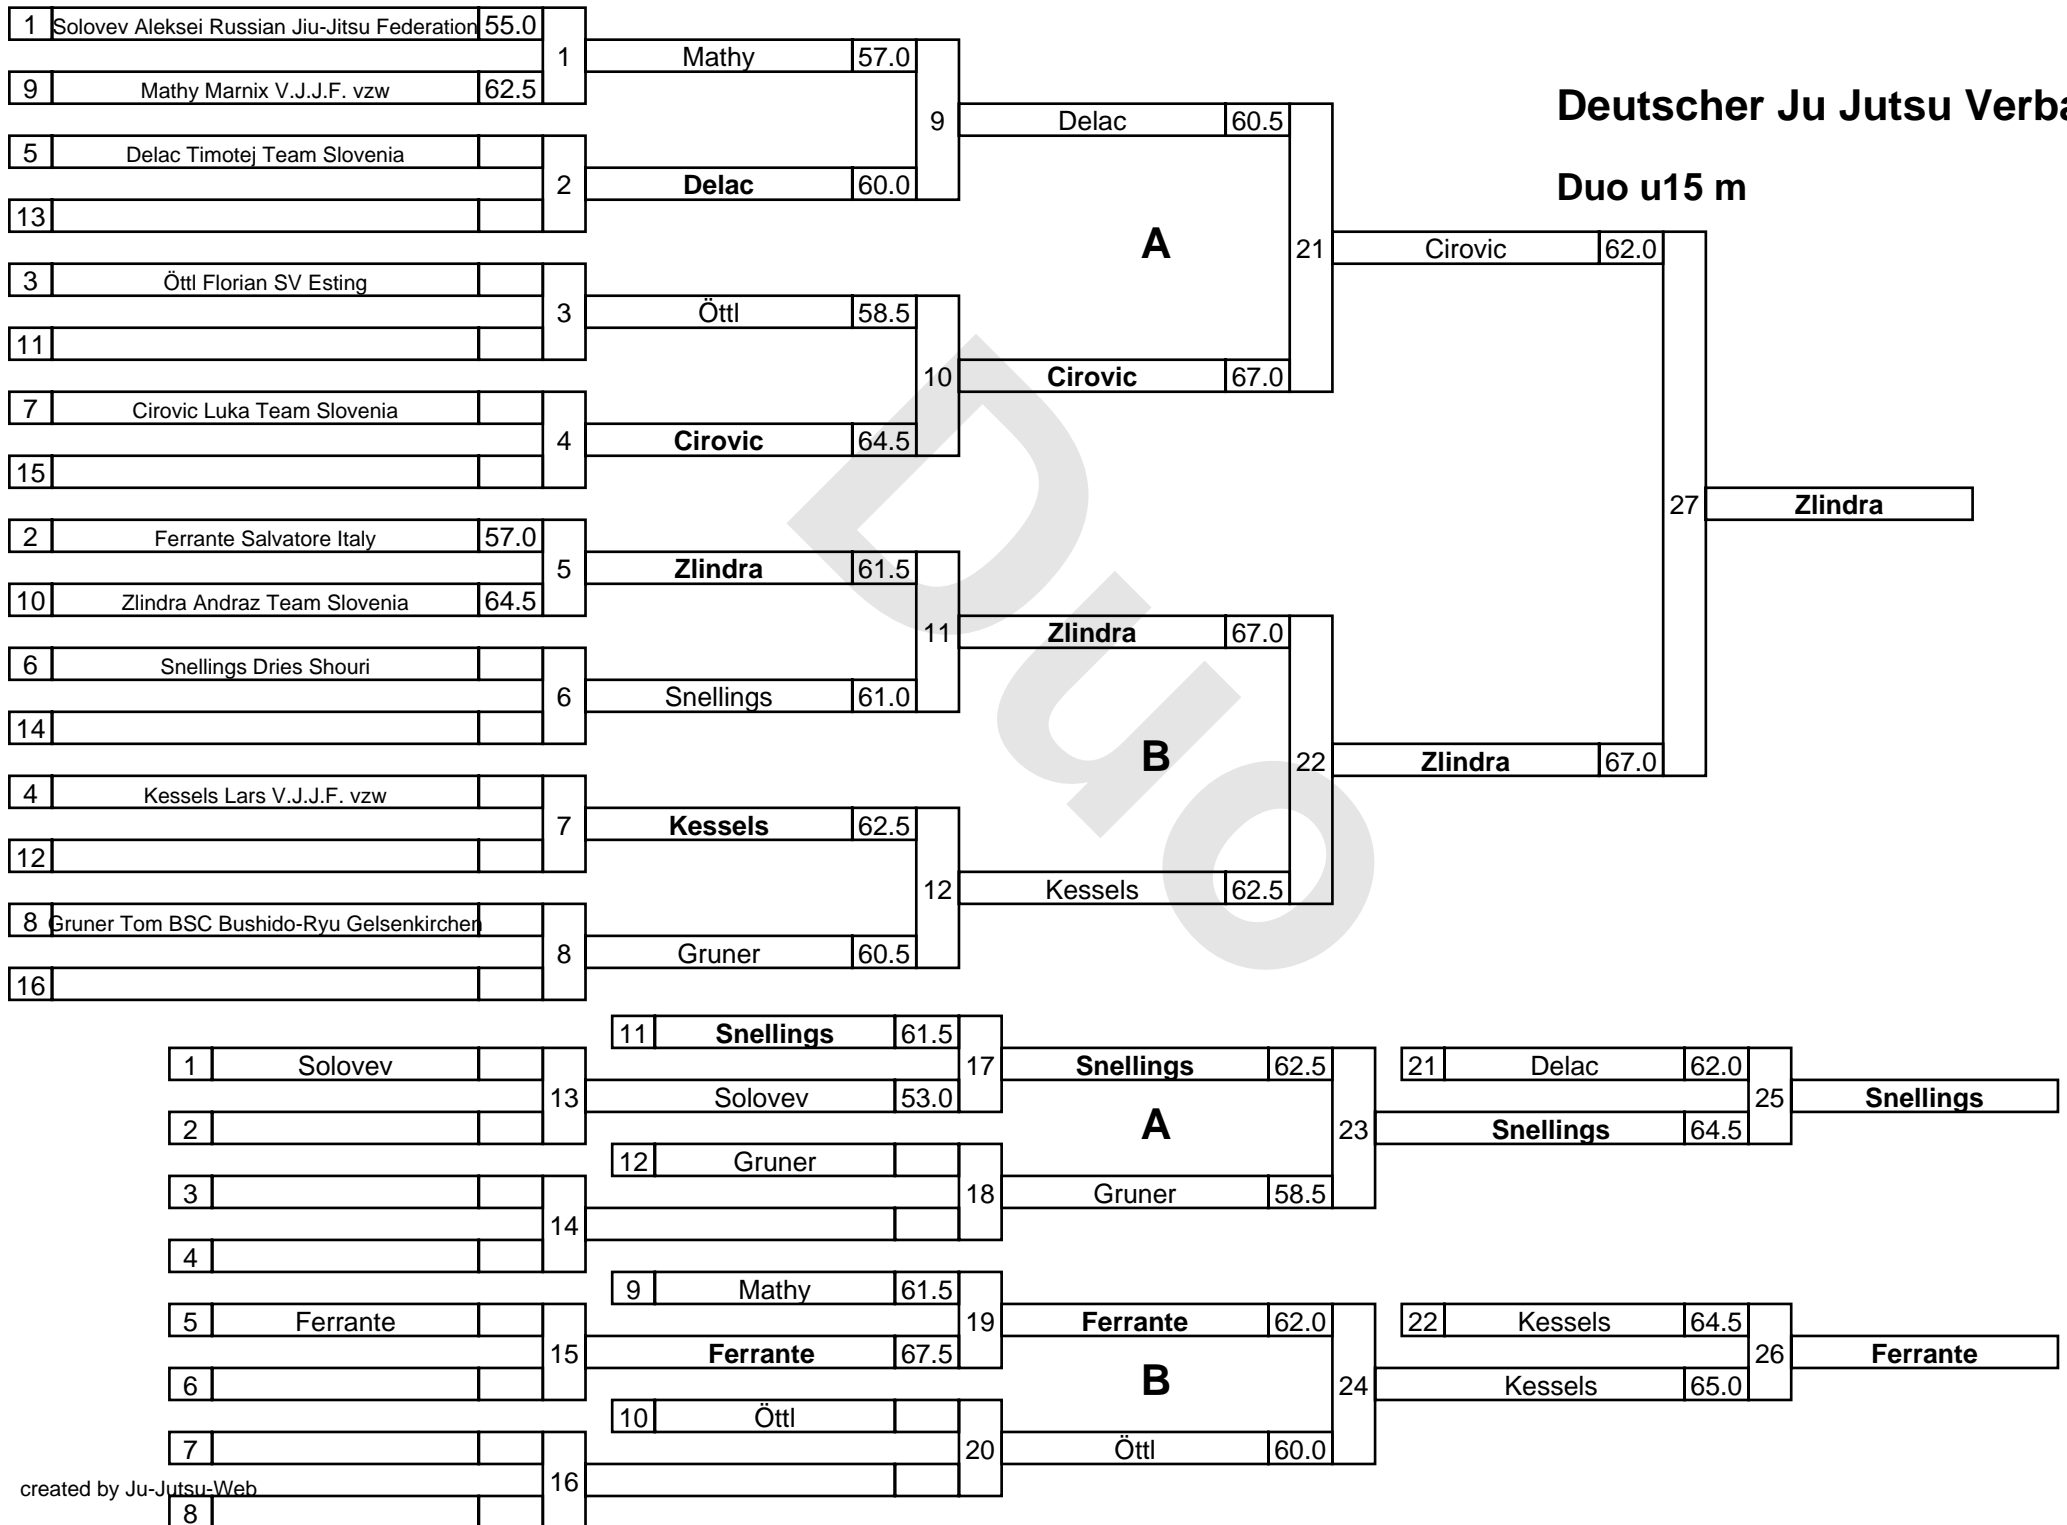 1 Solovev Aleksei Russian Jiu-Jitsu Federation 55.0
1
Mathy 57.0
9 Mathy Marnix V.J.J.F. vzw 62.5
Deutscher Ju Jutsu Verba
9
Delac 60.5
5 Delac Timotej Team Slovenia
2
Delac 60.0
Duo u15 m
13
A
21
Cirovic 62.0
3 Öttl Florian SV Esting
3
Öttl 58.5
11
10
Cirovic 67.0
7 Cirovic Luka Team Slovenia
4
Cirovic 64.5
15
27
Zlindra
2 Ferrante Salvatore Italy 57.0
5
Zlindra 61.5
10 Zlindra Andraz Team Slovenia 64.5
11
Zlindra 67.0
6 Snellings Dries Shouri
6
Snellings 61.0
14
B
22
Zlindra 67.0
4 Kessels Lars V.J.J.F. vzw
7
Kessels 62.5
12
12
Kessels 62.5
8 Gruner Tom BSC Bushido-Ryu Gelsenkirchen
8
Gruner 60.5
16
Duo
11 Snellings 61.5
1 Solovev
17
Snellings 62.5
21 Delac 62.0
13
Solovev 53.0
25
Snellings
2
A
23
Snellings 64.5
12 Gruner
3
18
Gruner 58.5
14
4
9 Mathy 61.5
5 Ferrante
19
Ferrante 62.0
22 Kessels 64.5
15
Ferrante 67.5
26
Ferrante
6
B
24
Kessels 65.0
10 Öttl
7
20
Öttl 60.0
16
created by Ju-Jutsu-Web
8